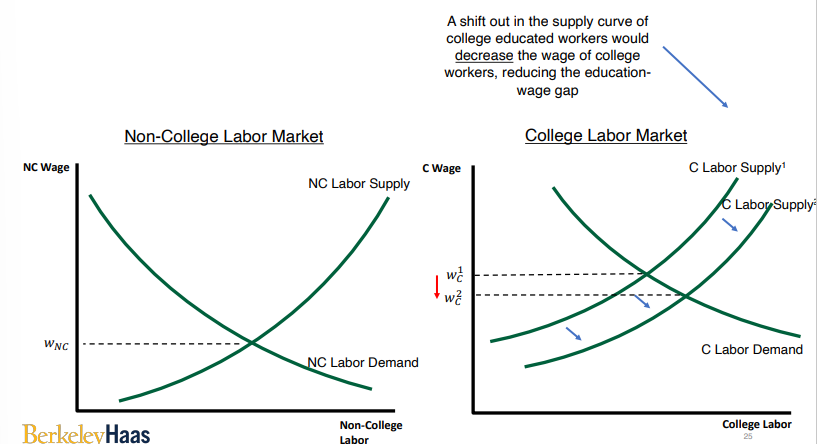 A shift out in the supply curve of
college educated workers would
decrease the wage of college
workers, reducing the education-
wage gap
Non-College Labor Market
College Labor Market
NC Wage
NC Labor Supply
w_NC
NC Labor Demand
Non-College
Labor
C Wage
C Labor Supply¹
C Labor Supply²
w_C^1
w_C^2
C Labor Demand
College Labor
25
BerkeleyHaas